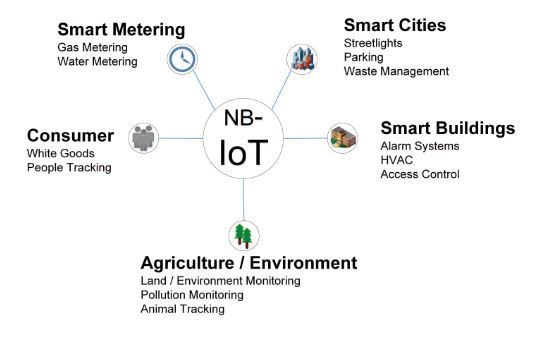 Smart Metering
Gas Metering
Water Metering
Smart Cities
Streetlights
Parking
Waste Management
NB-
IoT
Consumer
White Goods
People Tracking
Smart Buildings
Alarm Systems
HVAC
Access Control
Agriculture / Environment
Land / Environment Monitoring
Pollution Monitoring
Animal Tracking